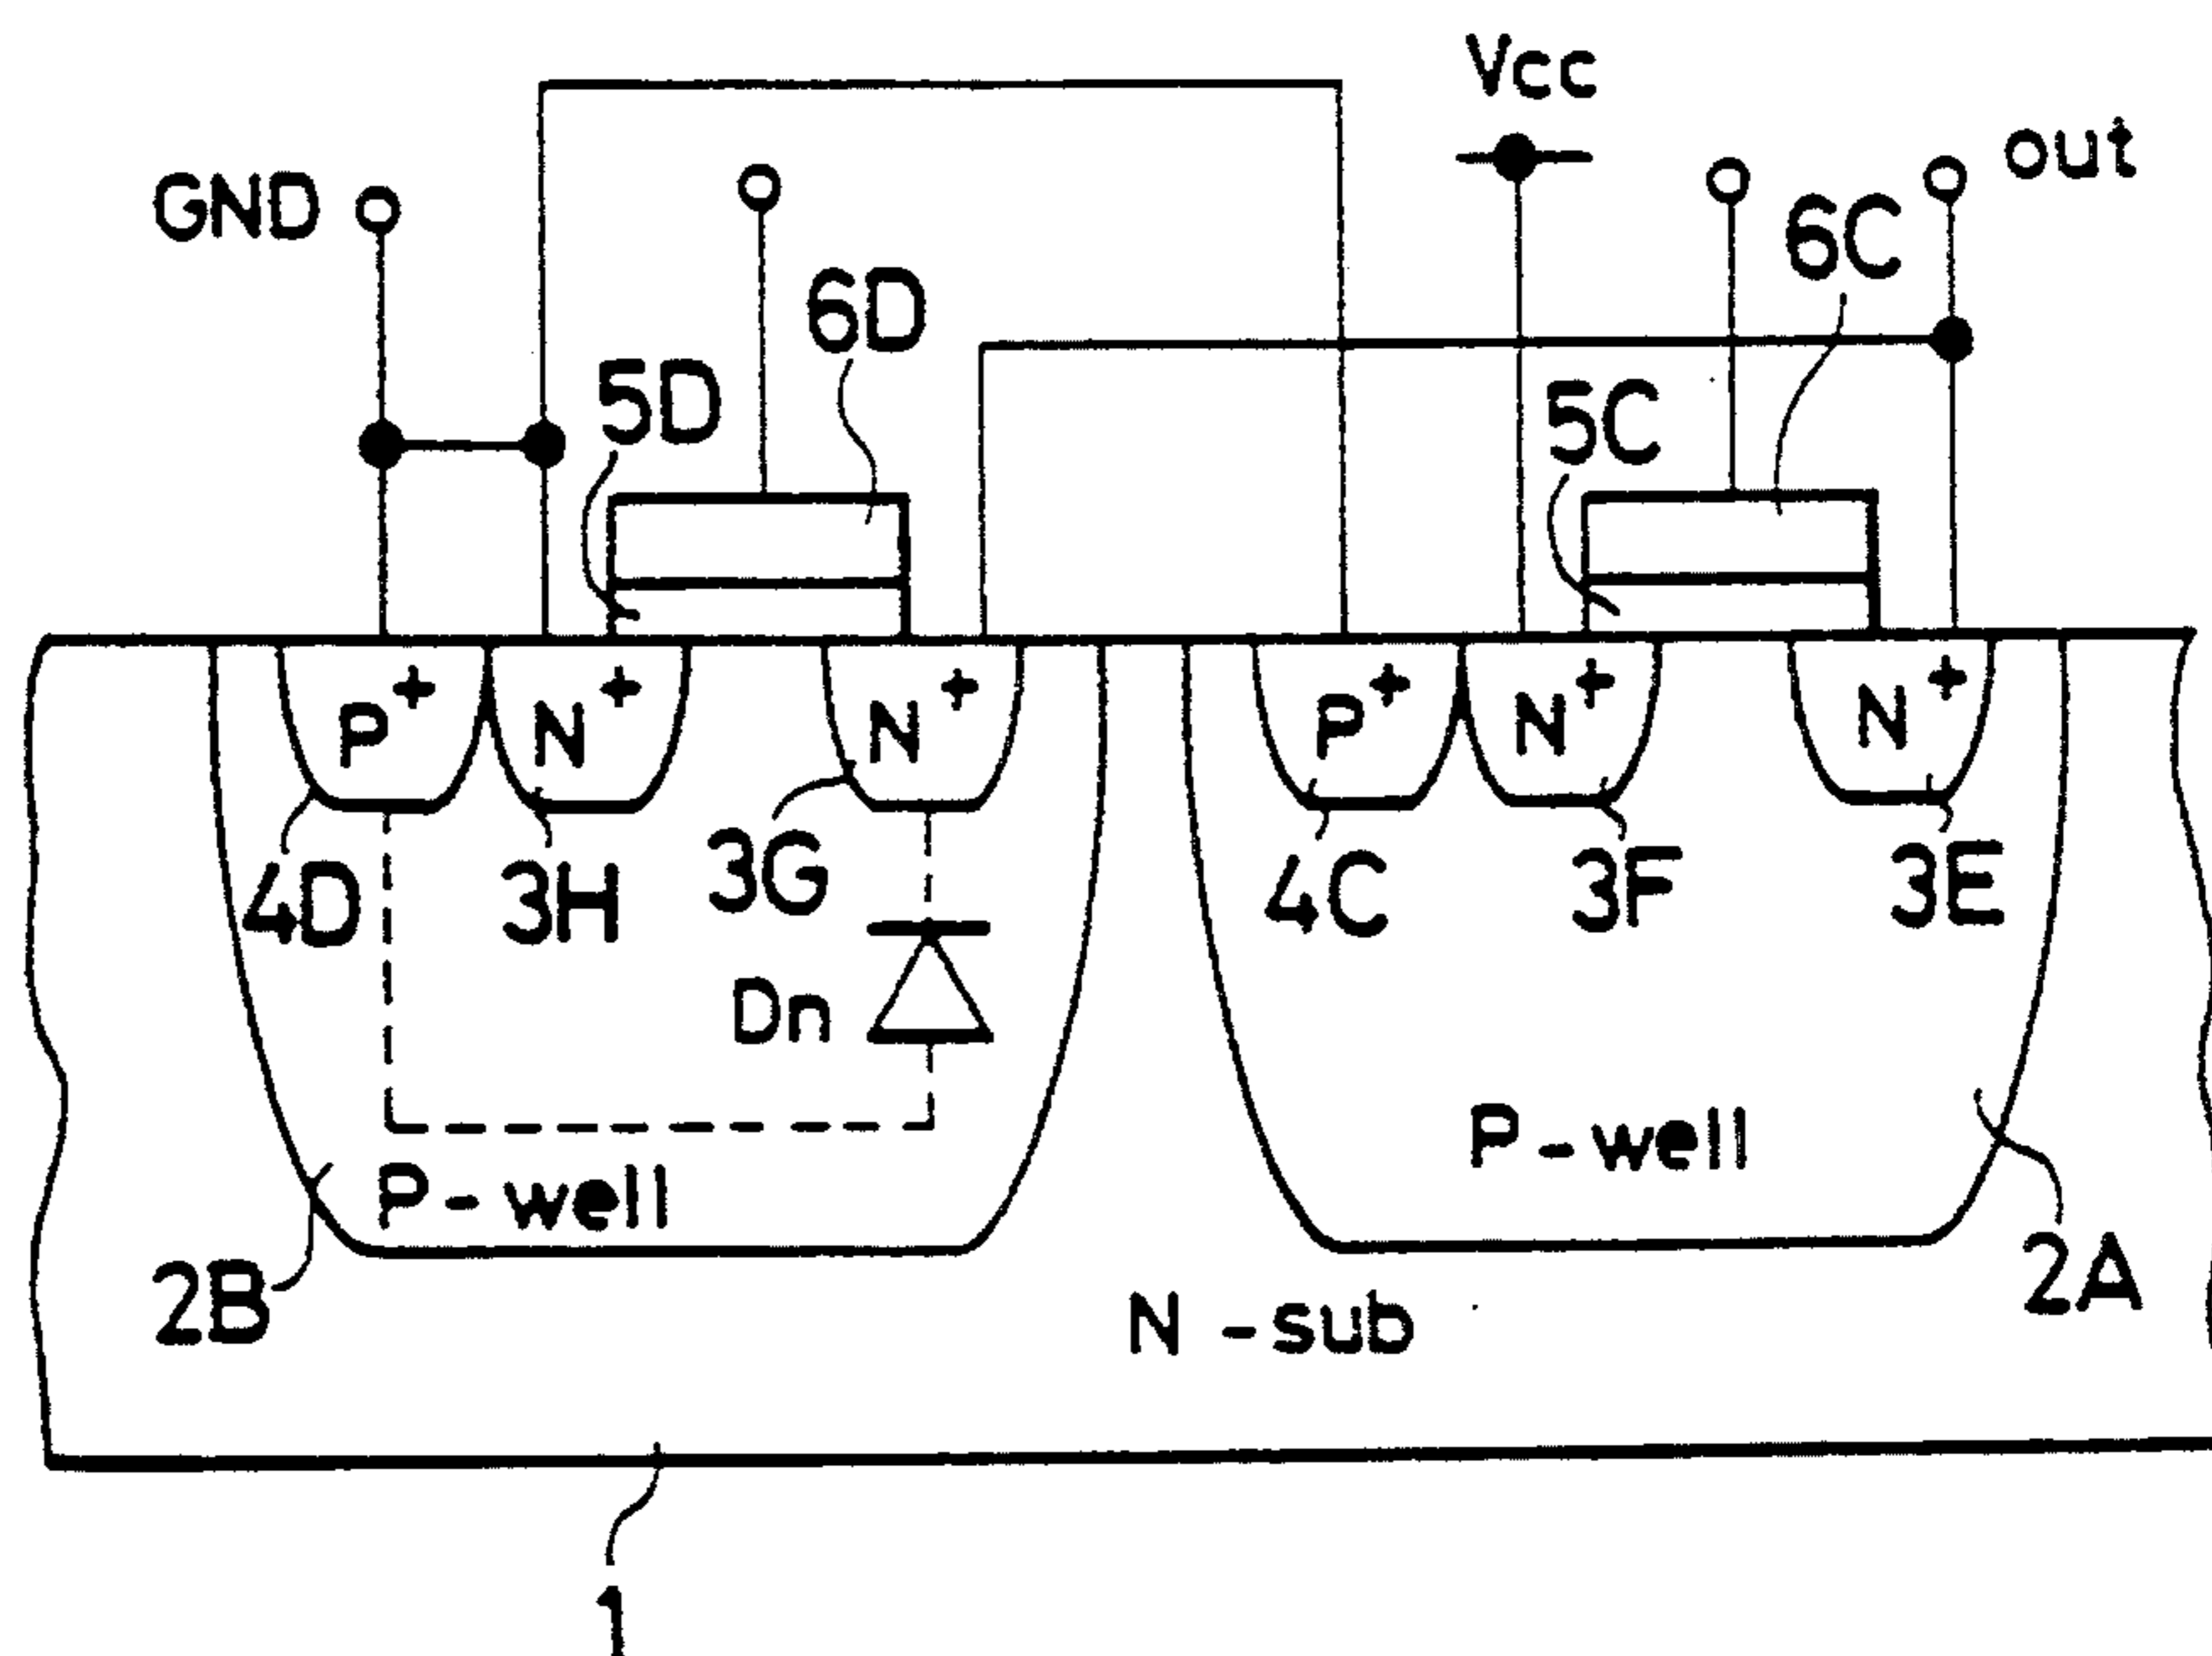 Vcc
out
GND
6C
6D
5D
5C
P+
N+
N+
P+
N+
N+
4D
3H
3G
4C
3F
3E
Dn
P-well
P-well
2B
2A
N-sub
1